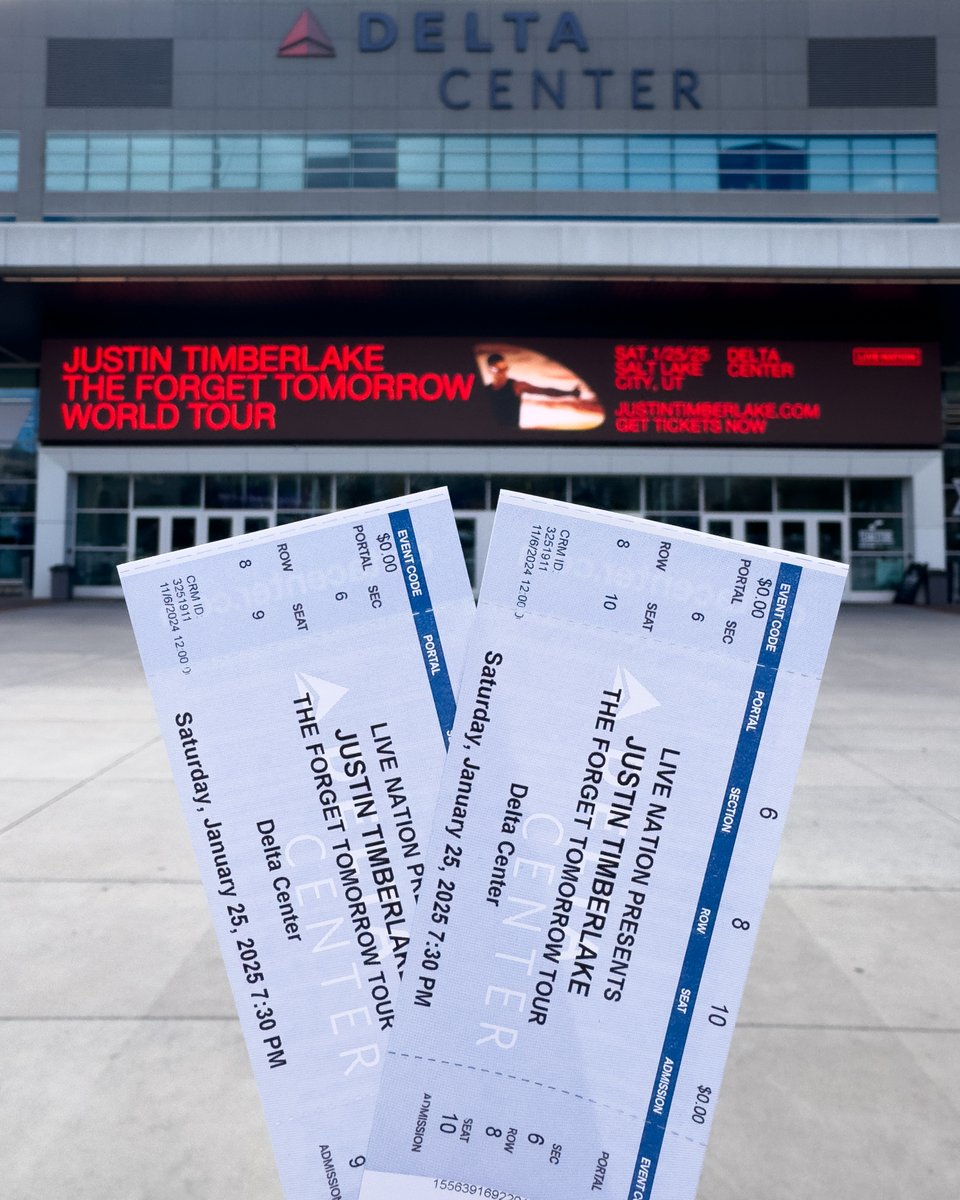 DELTA
CENTER
JUSTIN TIMBERLAKE
THE FORGET TOMORROW
WORLD TOUR
SAT 1/25/25
SALT LAKE
CITY, UT
DELTA
CENTER
LIVE NATION
JUSTINTIMBERLAKE.COM
GET TICKETS NOW
EVENT CODE
PORTAL
$0.00
PORTAL SEC
6
ROW SEAT
8 9
CRM ID:
3251911
11/6/2024 12:00
LIVE NATION
JUSTIN TIMBERLAKE
THE FORGET TOMORROW TOUR
Delta Center
Saturday, January 25, 2025 7:30 PM
CENTER
9
ADMISSION
EVENT CODE
PORTAL
SECTION
ROW
SEAT
ADMISSION
6
8
10
$0.00
$0.00
PORTAL SEC
6
ROW SEAT
8 10
CRM ID
3251911
11/6/2024 12:00
LIVE NATION PRESENTS
JUSTIN TIMBERLAKE
THE FORGET TOMORROW TOUR
Delta Center
Saturday, January 25, 2025 7:30 PM
CENTER
PORTAL
SEC
6
ROW
8
SEAT
10
ADMISSION